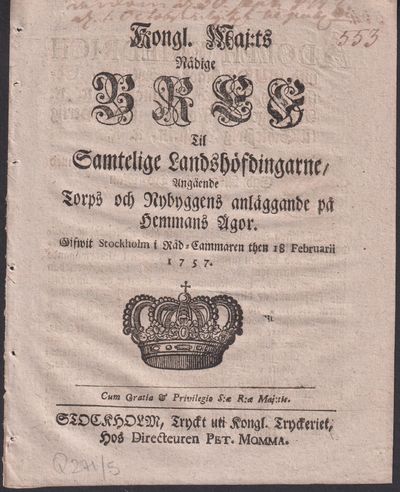 553
Kongl. Maj:ts
Nådige
BREF
Til
Samtelige Landshöfdingarne/
Angående
Torps och Nybyggens anläggande på
Hemmans Ägor.
Gifwit Stockholm i Råd-Cammaren then 18 Februarii
1757.
Cum Gratia & Privilegio S:æ R:æ Maj:tis.
STOCKHOLM, Tryckt uti Kongl. Tryckeriet,
Hos Directeuren PET. MOMMA.
Q 271/5